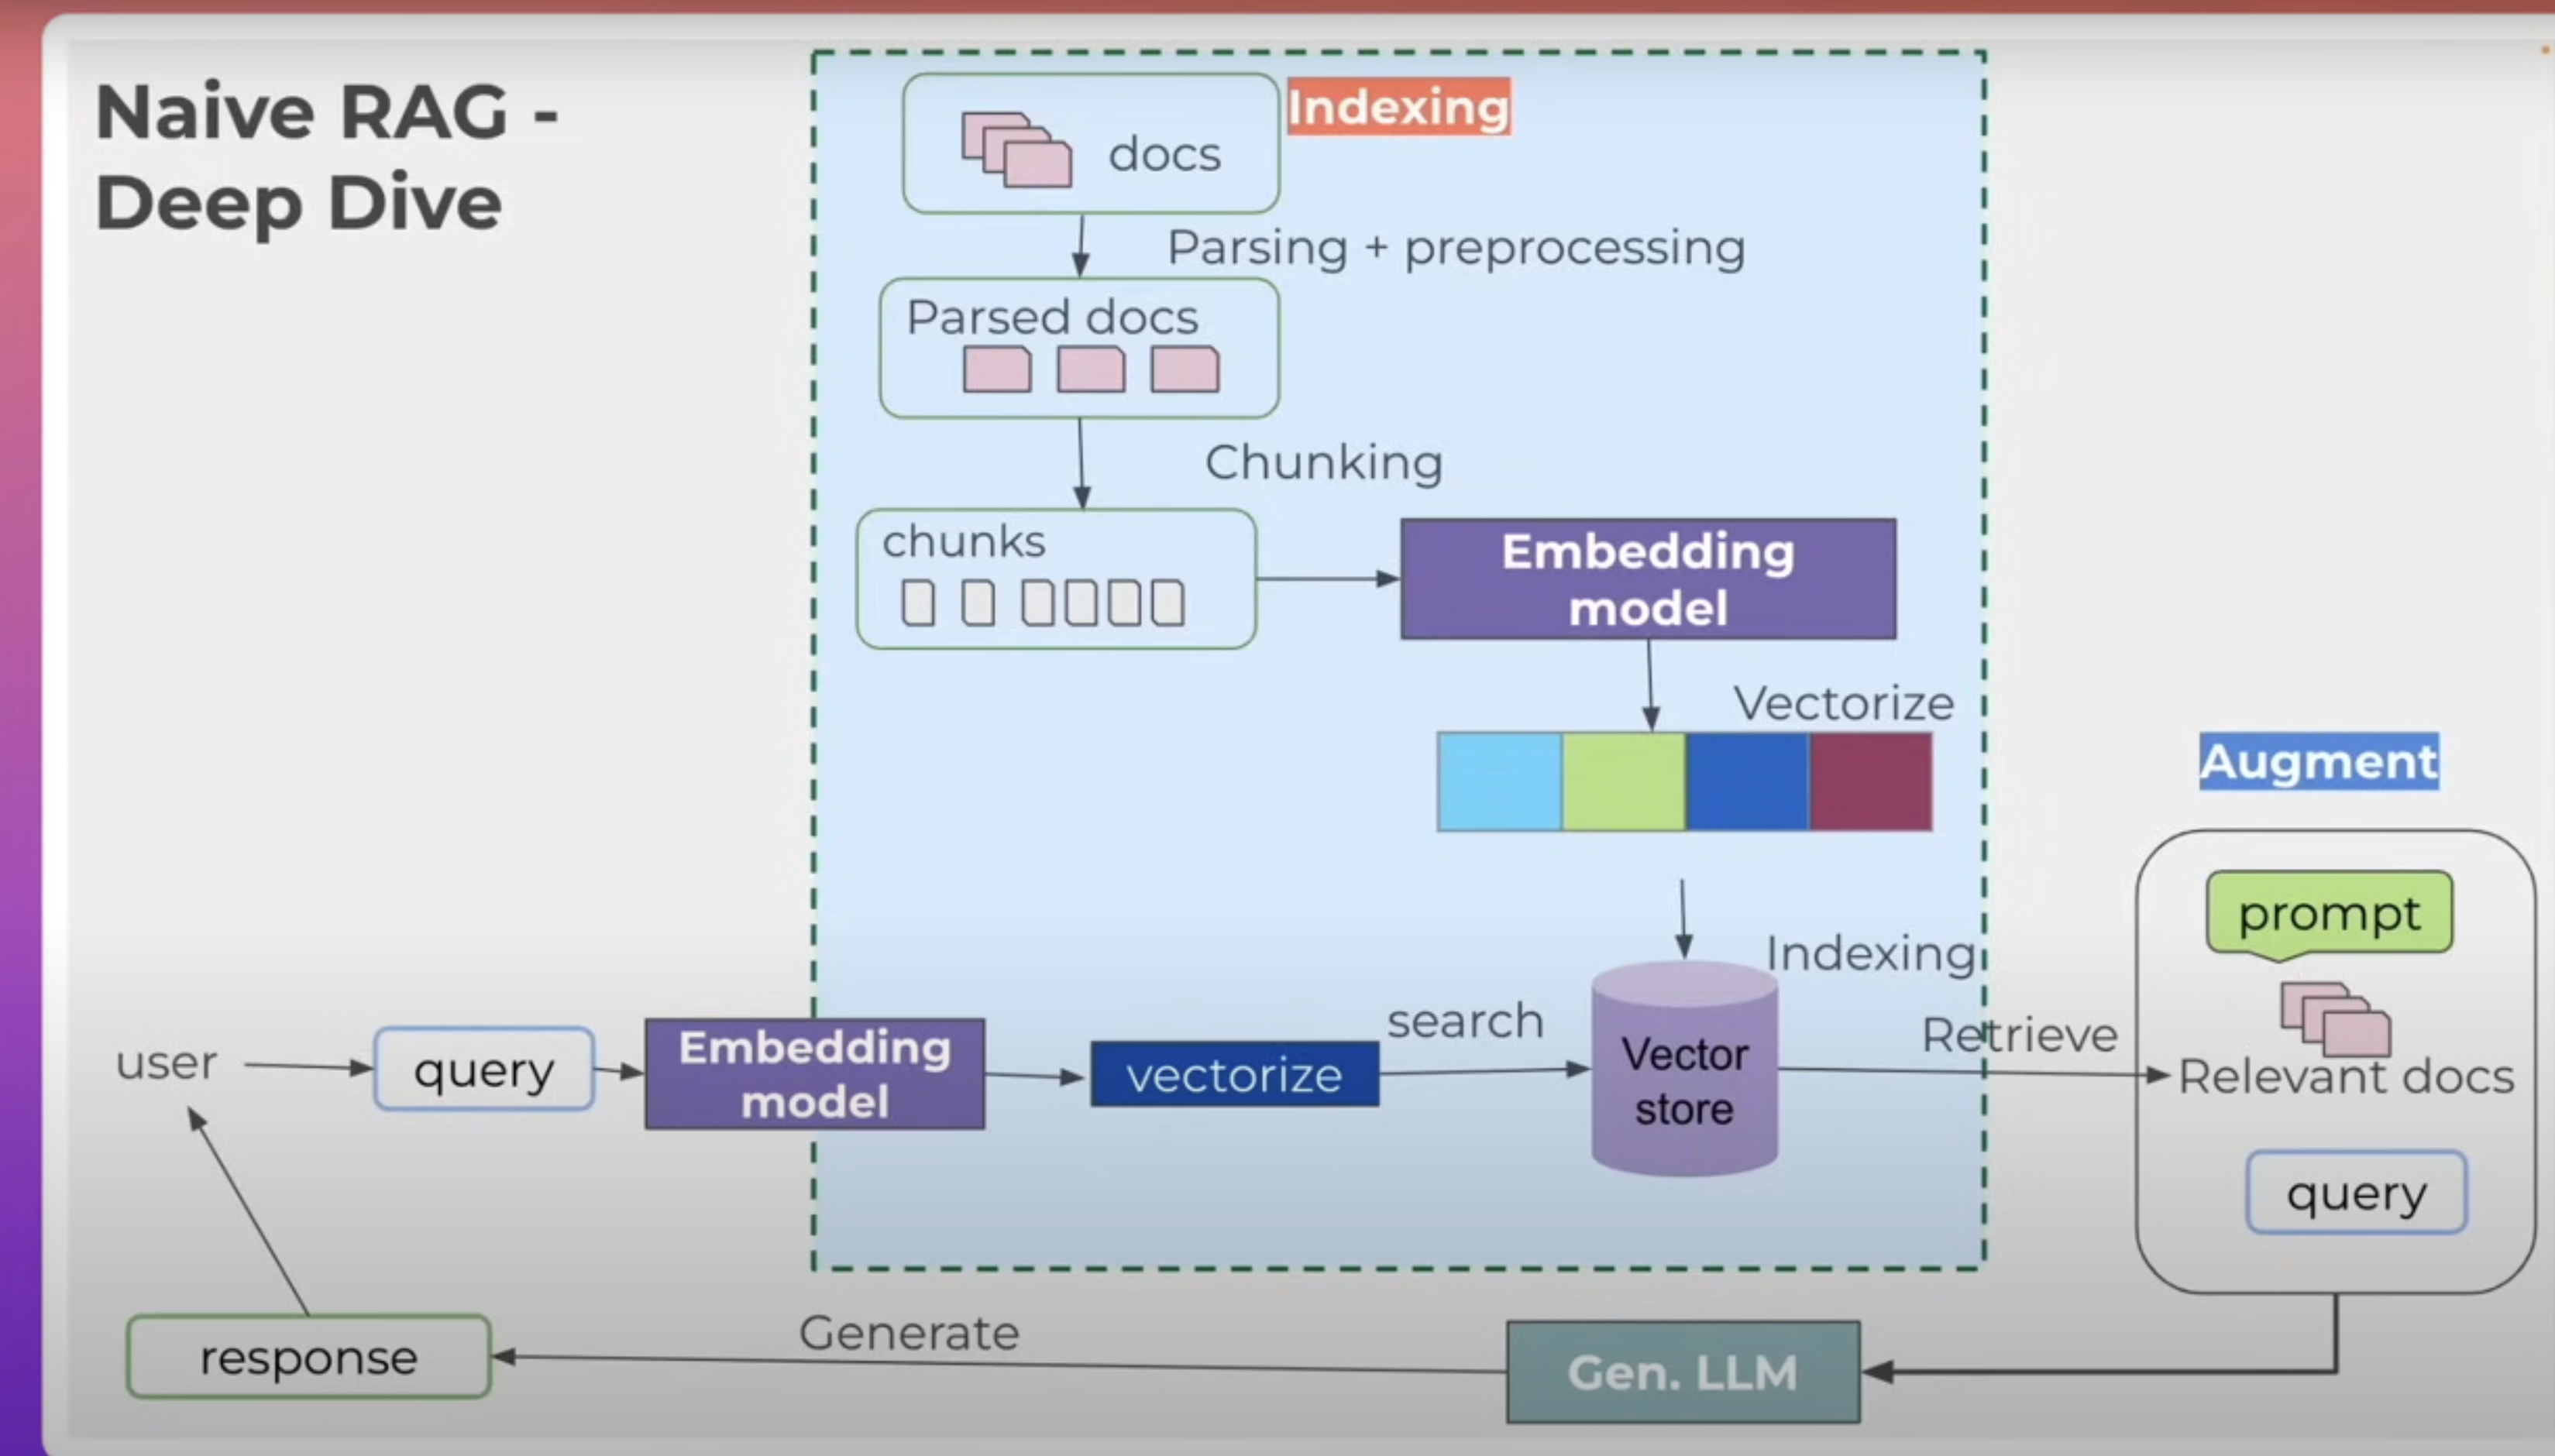 Naive RAG -
Deep Dive
docs
Indexing
Parsing + preprocessing
Parsed docs
Chunking
chunks
Embedding
model
Vectorize
Augment
prompt
Indexing
search
Retrieve
user
query
Embedding
model
vectorize
Vector
store
Relevant docs
query
Generate
response
Gen. LLM